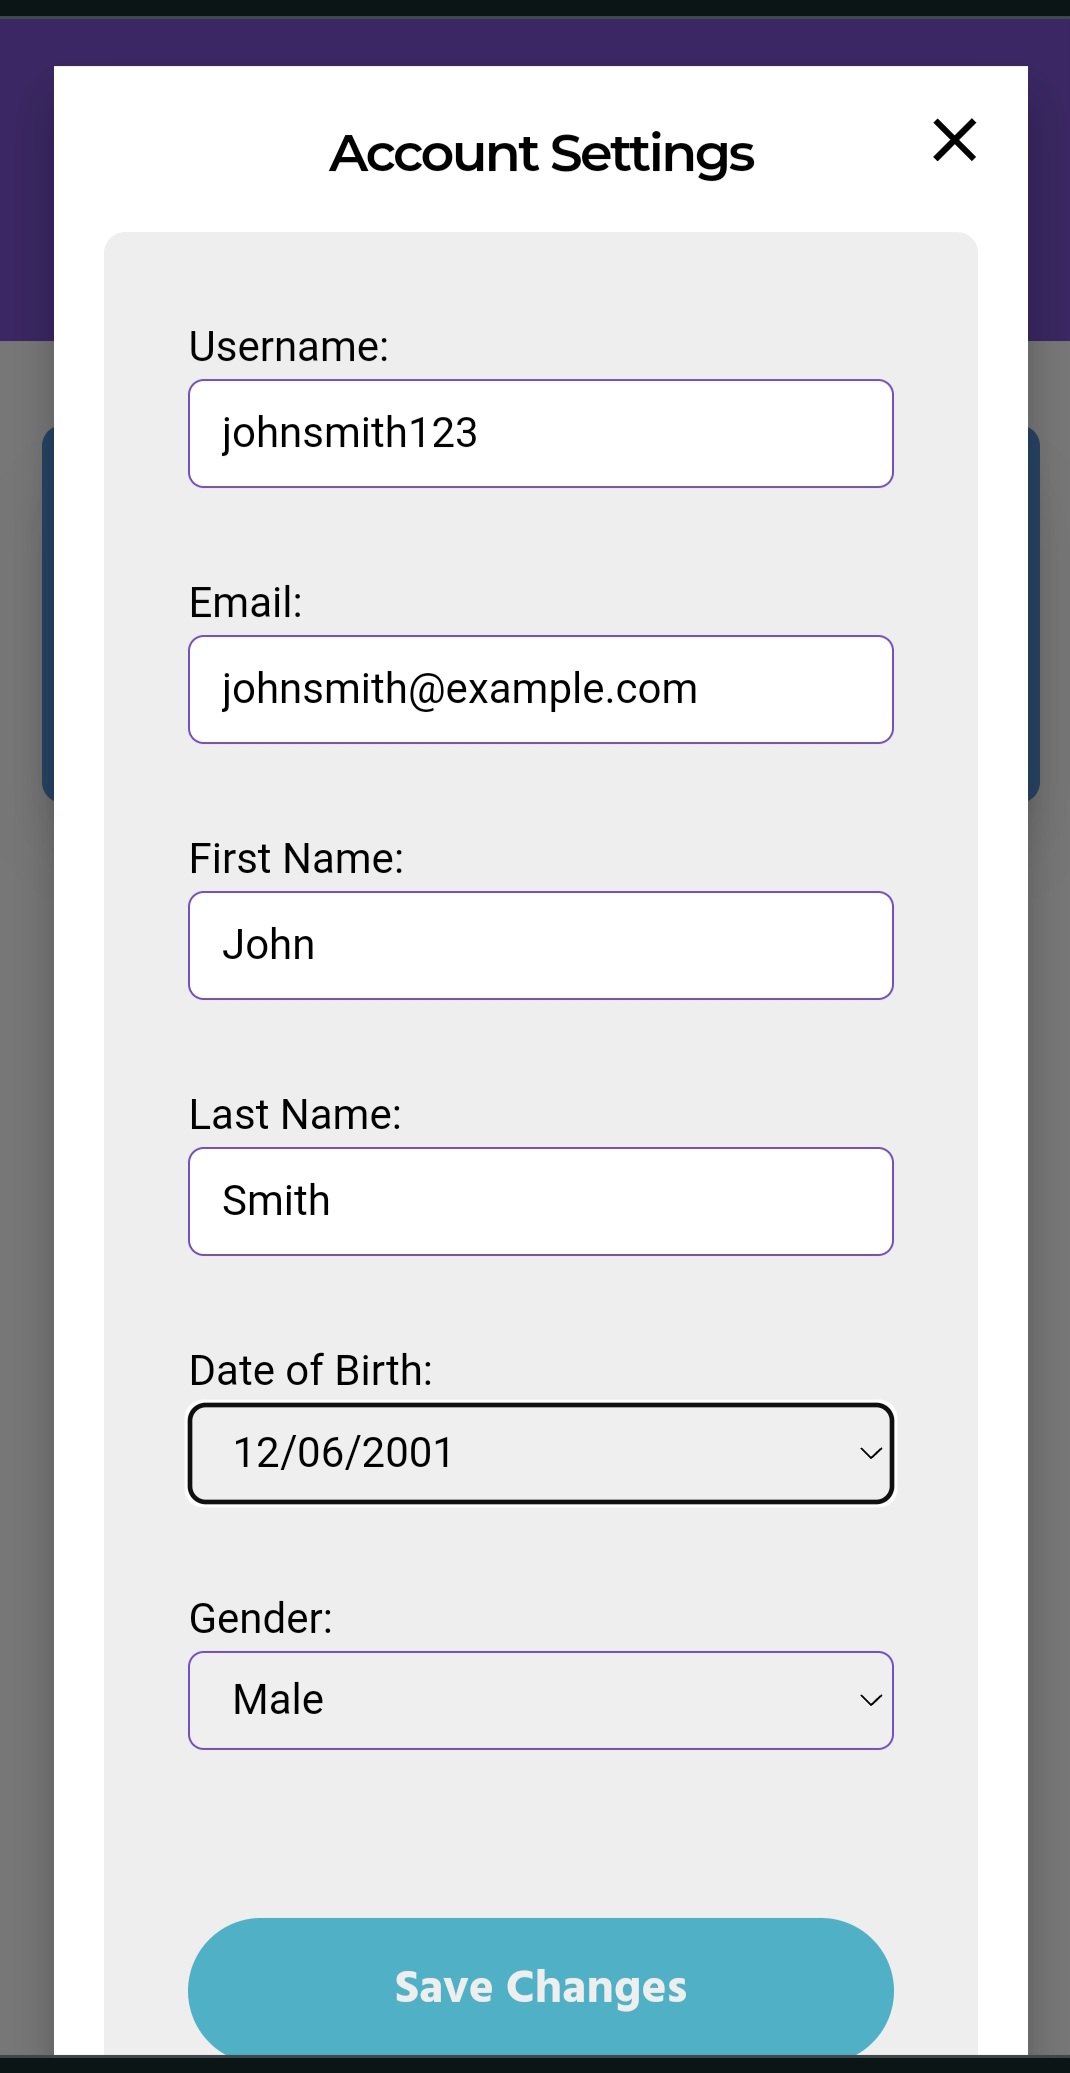 Account Settings
Username:
johnsmith123
Email:
johnsmith@example.com
First Name:
John
Last Name:
Smith
Date of Birth:
12/06/2001
Gender:
Male
Save Changes